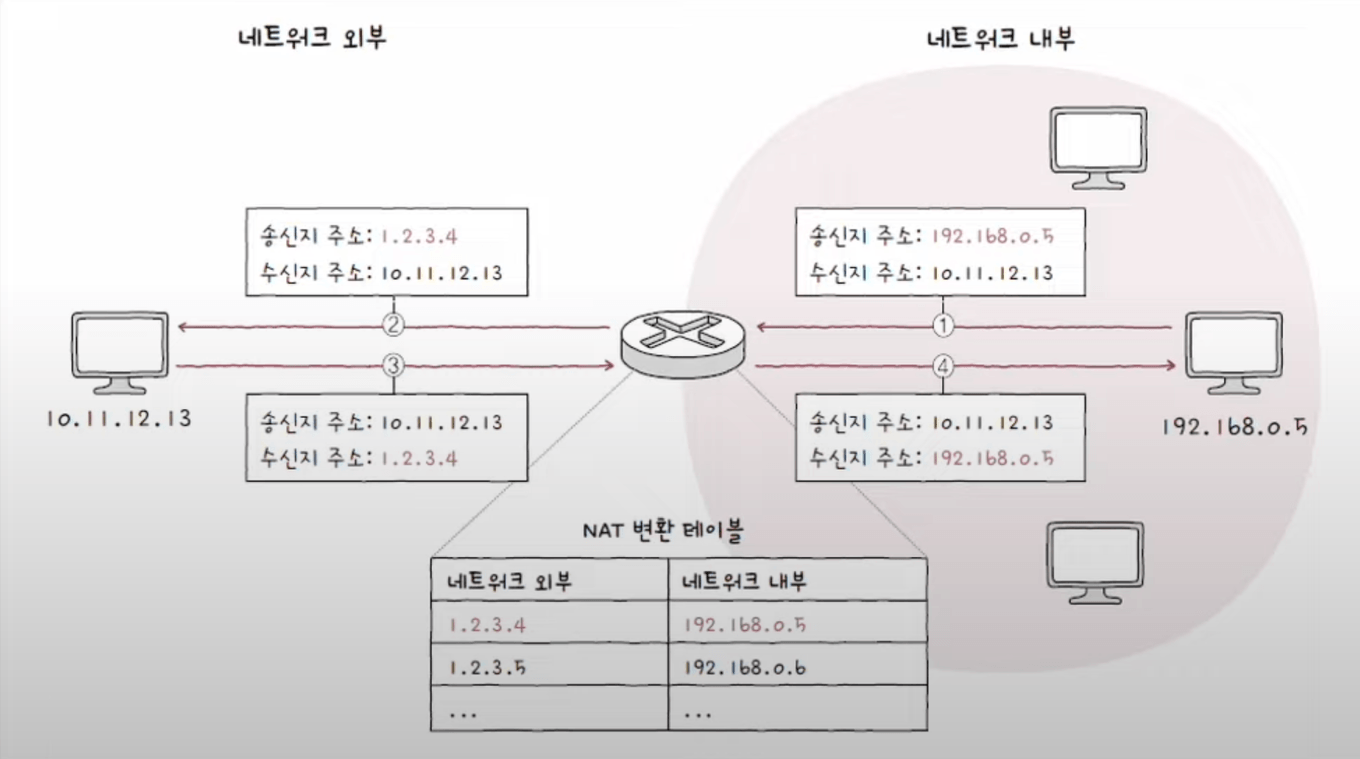 네트워크 외부
네트워크 내부
송신지 주소: 1.2.3.4
수신지 주소: 10.11.12.13
송신지 주소: 192.168.0.5
수신지 주소: 10.11.12.13
②
①
③
④
10.11.12.13
192.168.0.5
송신지 주소: 10.11.12.13
수신지 주소: 1.2.3.4
송신지 주소: 10.11.12.13
수신지 주소: 192.168.0.5
NAT 변환 테이블
네트워크 외부 네트워크 내부
1.2.3.4 192.168.0.5
1.2.3.5 192.168.0.6
... ...